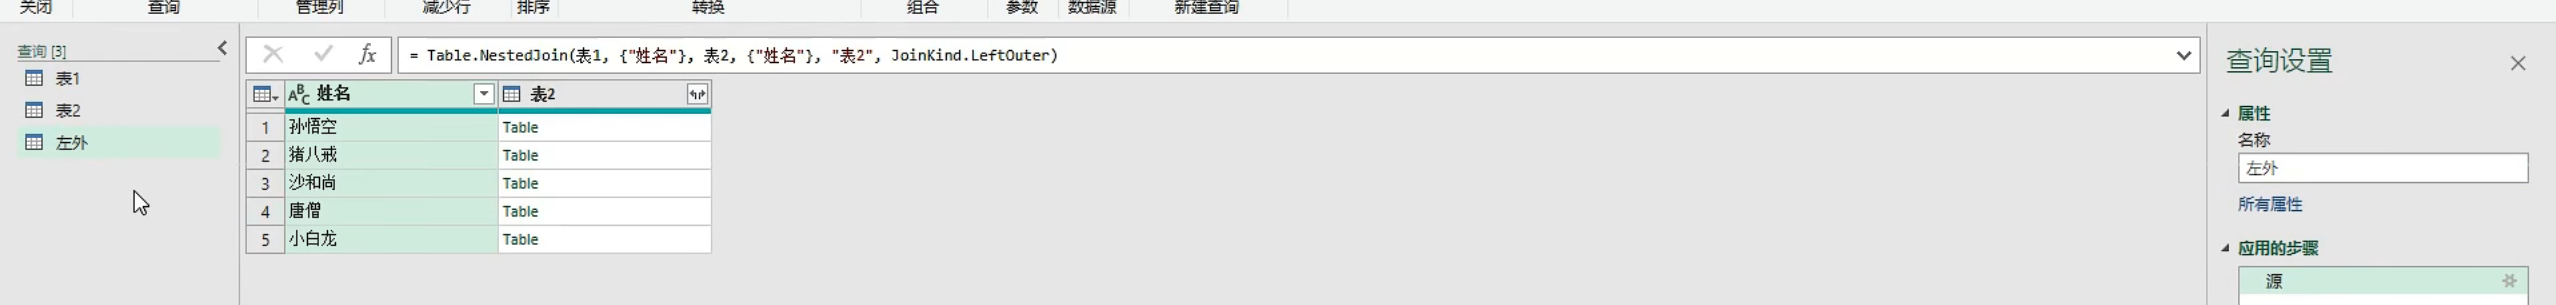 关闭 查询 管理列 减少行 排序 转换 组合 参数 数据源 新建查询
查询 [3]
表1
表2
左外
fx = Table.NestedJoin(表1, {"姓名"}, 表2, {"姓名"}, "表2", JoinKind.LeftOuter)
ABC 姓名 表2
1 孙悟空 Table
2 猪八戒 Table
3 沙和尚 Table
4 唐僧 Table
5 小白龙 Table
查询设置
属性
名称
左外
所有属性
应用的步骤
源